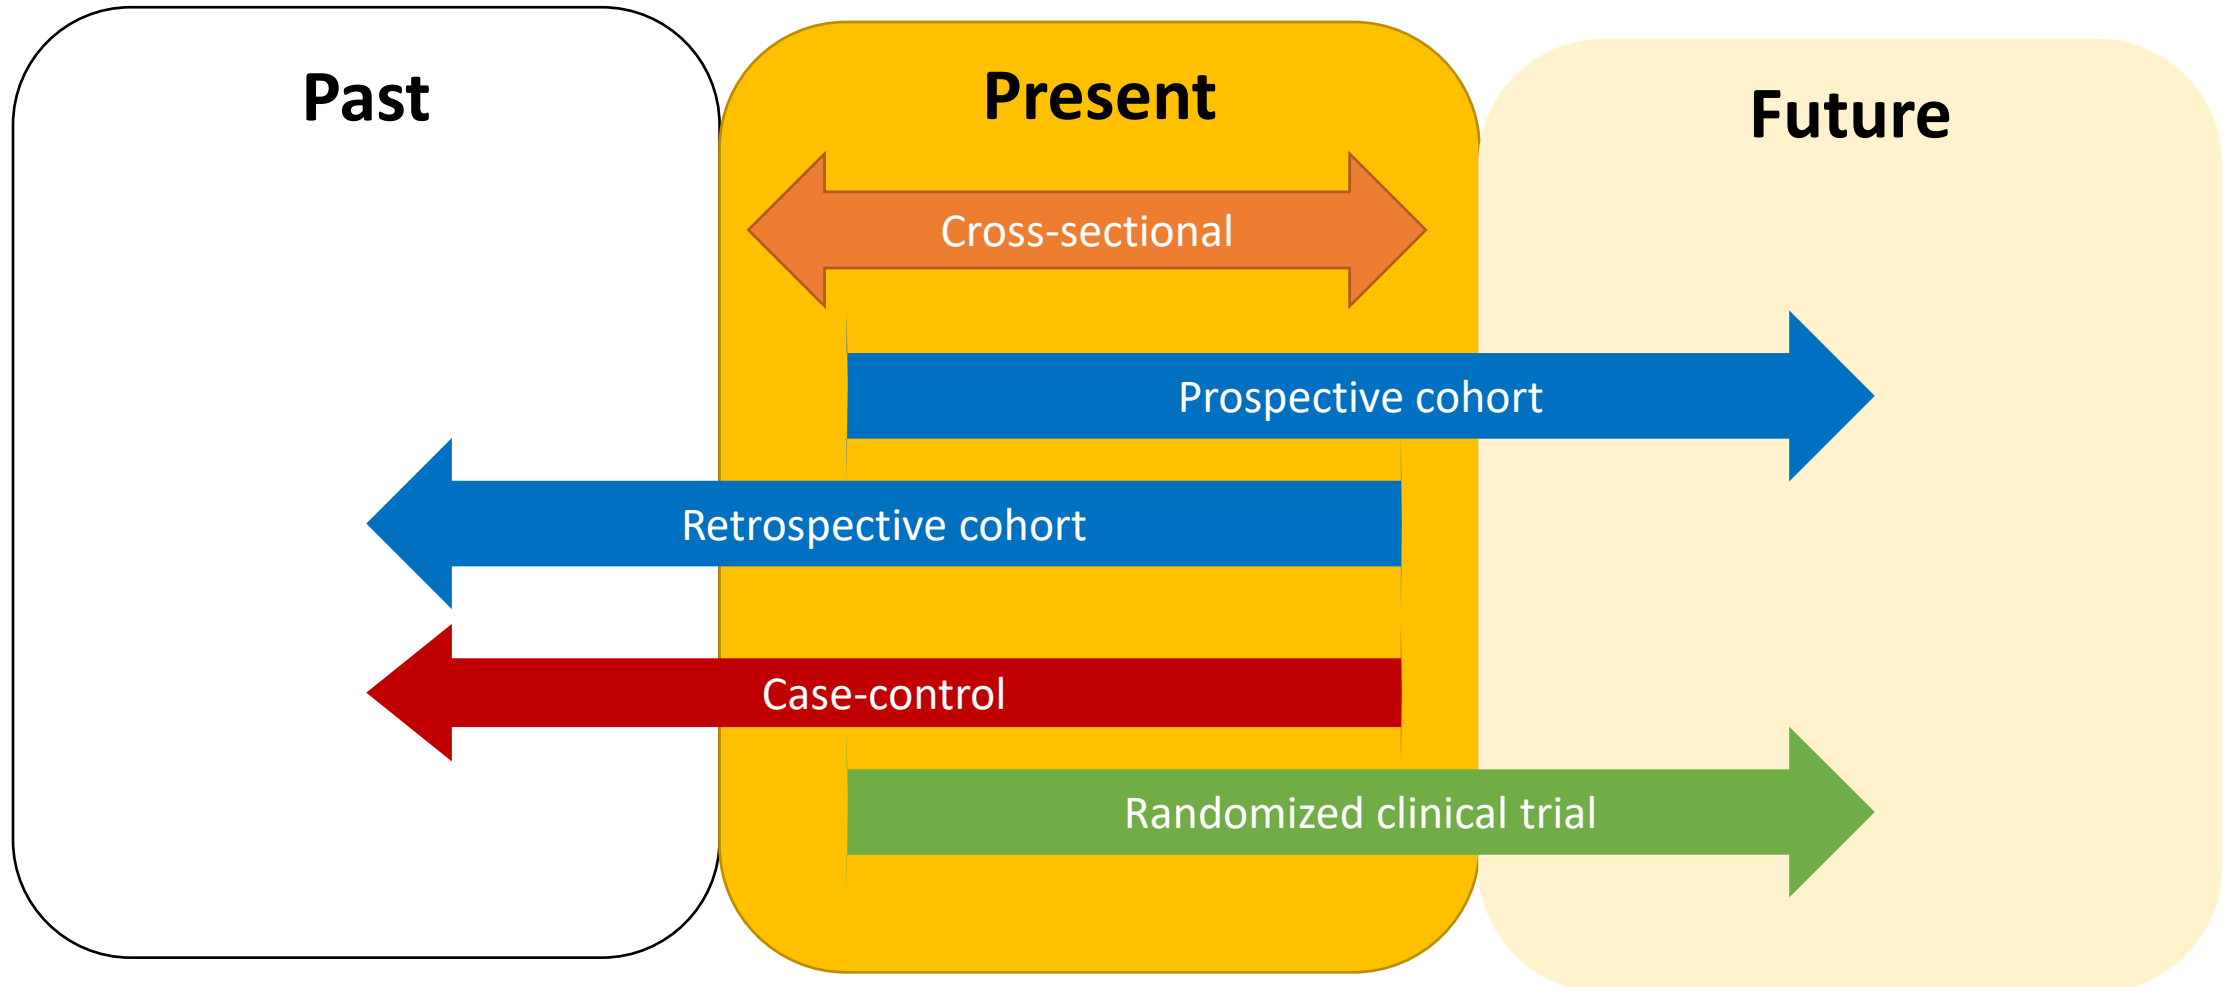 Past
Present
Future
Cross-sectional
Prospective cohort
Retrospective cohort
Case-control
Randomized clinical trial